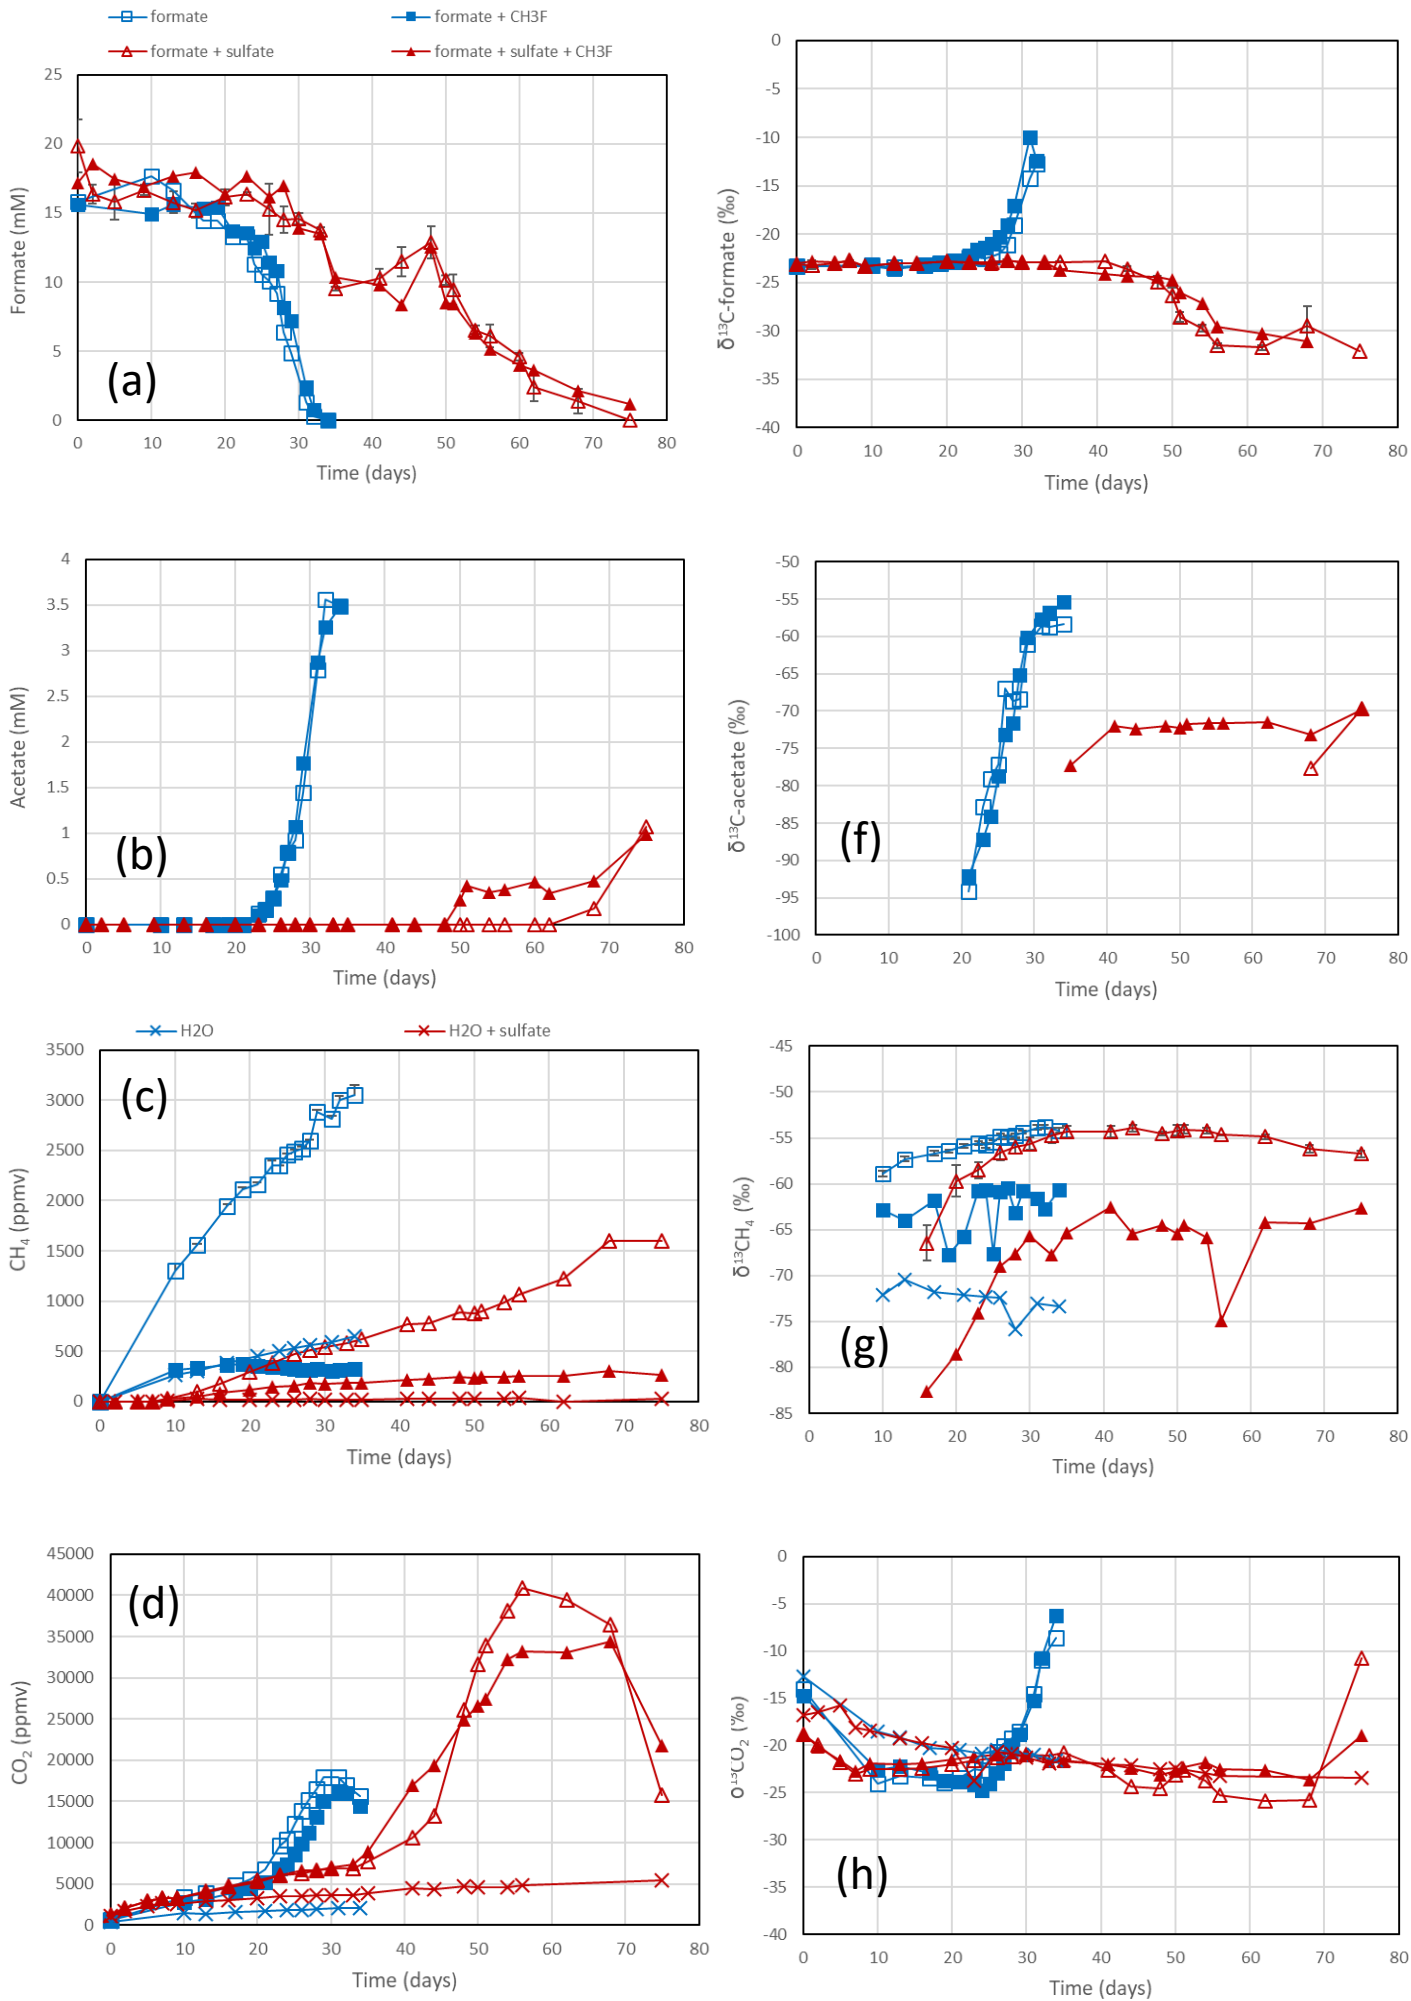 formate
formate + CH3F
formate + sulfate
formate + sulfate + CH3F
25
20
15
10
5
0
Formate (mM)
(a)
0 10 20 30 40 50 60 70 80
Time (days)
0
-5
-10
-15
-20
-25
-30
-35
-40
δ¹³C-formate (‰)
0 10 20 30 40 50 60 70 80
Time (days)
4
3.5
3
2.5
2
1.5
1
0.5
0
Acetate (mM)
(b)
0 10 20 30 40 50 60 70 80
Time (days)
-50
-55
-60
-65
-70
-75
-80
-85
-90
-95
-100
δ¹³C-acetate (‰)
(f)
0 10 20 30 40 50 60 70 80
Time (days)
H2O
H2O + sulfate
3500
3000
2500
2000
1500
1000
500
0
CH₄ (ppmv)
(c)
0 10 20 30 40 50 60 70 80
Time (days)
-45
-50
-55
-60
-65
-70
-75
-80
-85
δ¹³CH₄ (‰)
(g)
0 10 20 30 40 50 60 70 80
Time (days)
45000
40000
35000
30000
25000
20000
15000
10000
5000
0
CO₂ (ppmv)
(d)
0 10 20 30 40 50 60 70 80
Time (days)
0
-5
-10
-15
-20
-25
-30
-35
-40
δ¹³CO₂ (‰)
(h)
0 10 20 30 40 50 60 70 80
Time (days)